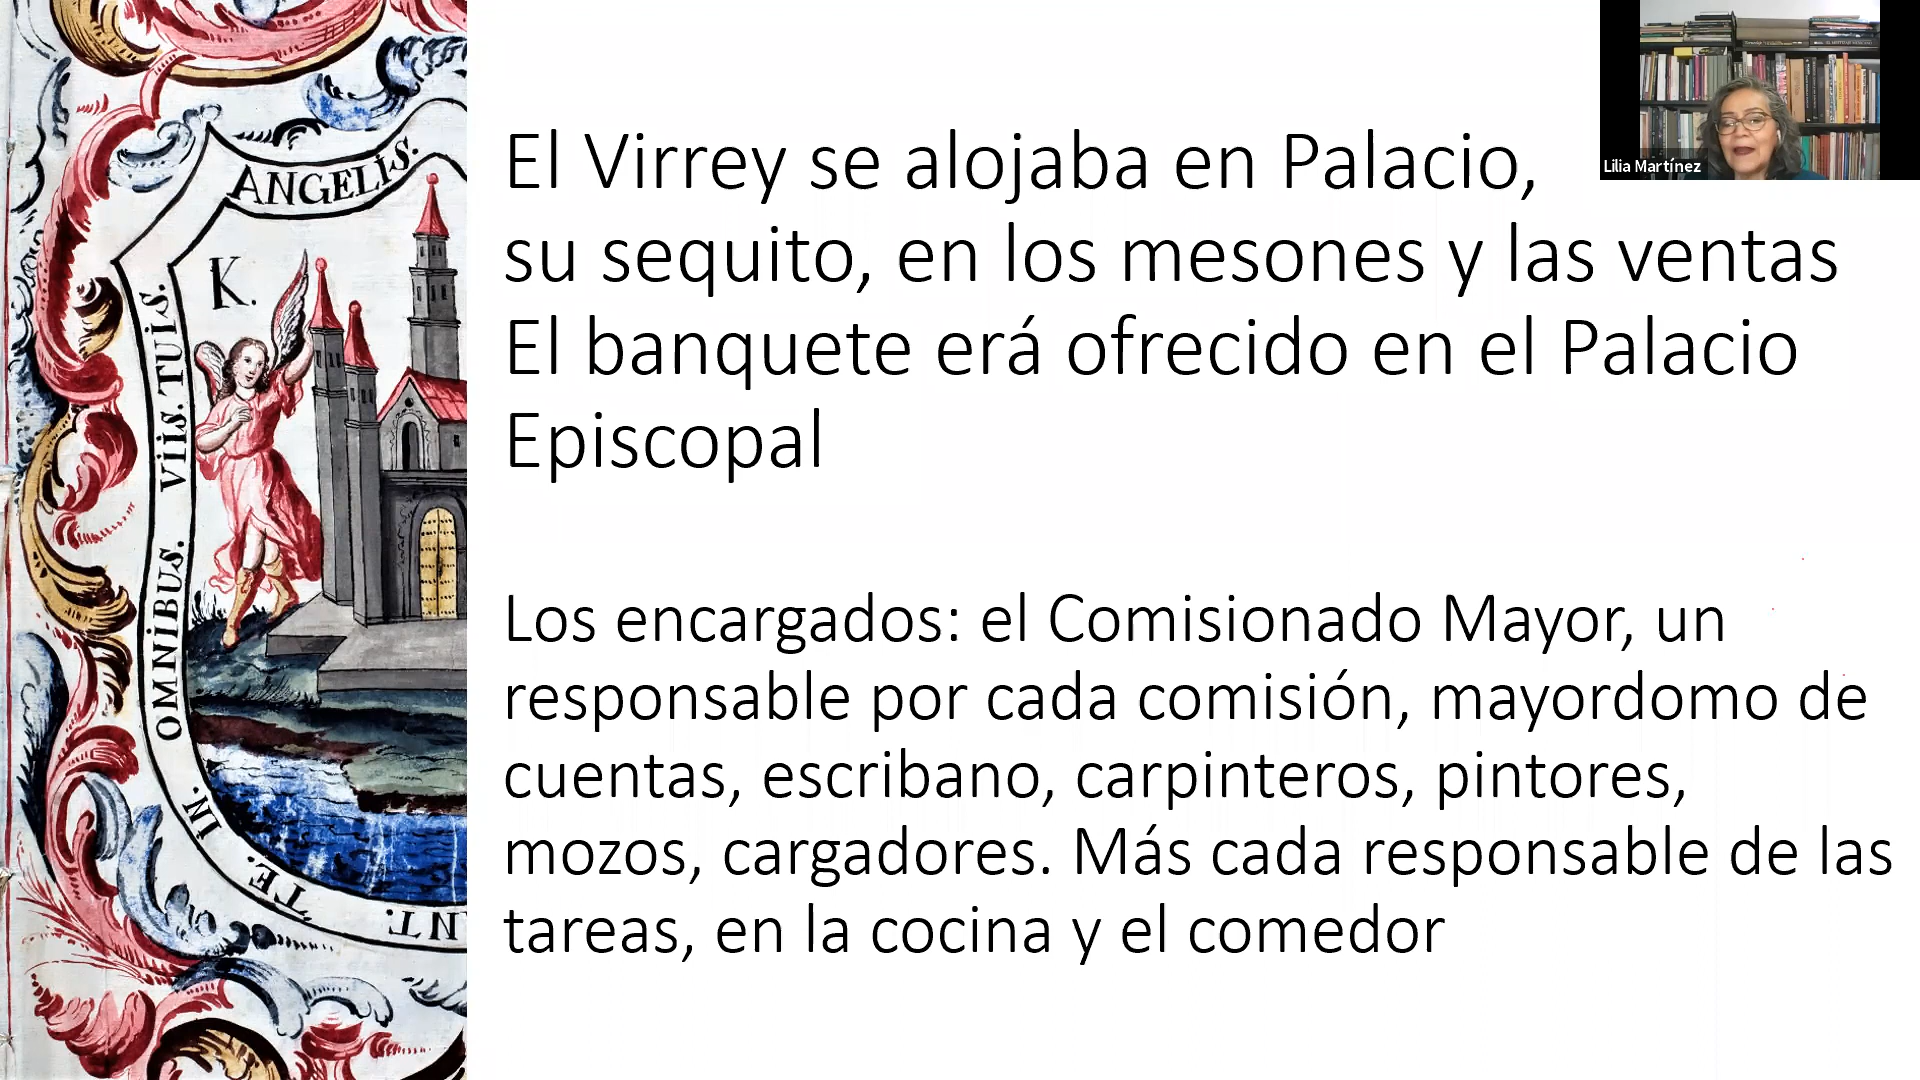 ANGELIS.
K.
OMNIBUS. VIIS. TUIS.
IN.
TE.
NT.
El Virrey se alojaba en Palacio,
su sequito, en los mesones y las ventas
El banquete erá ofrecido en el Palacio
Episcopal
Los encargados: el Comisionado Mayor, un
responsable por cada comisión, mayordomo de
cuentas, escribano, carpinteros, pintores,
mozos, cargadores. Más cada responsable de las
tareas, en la cocina y el comedor
Lilia Martínez